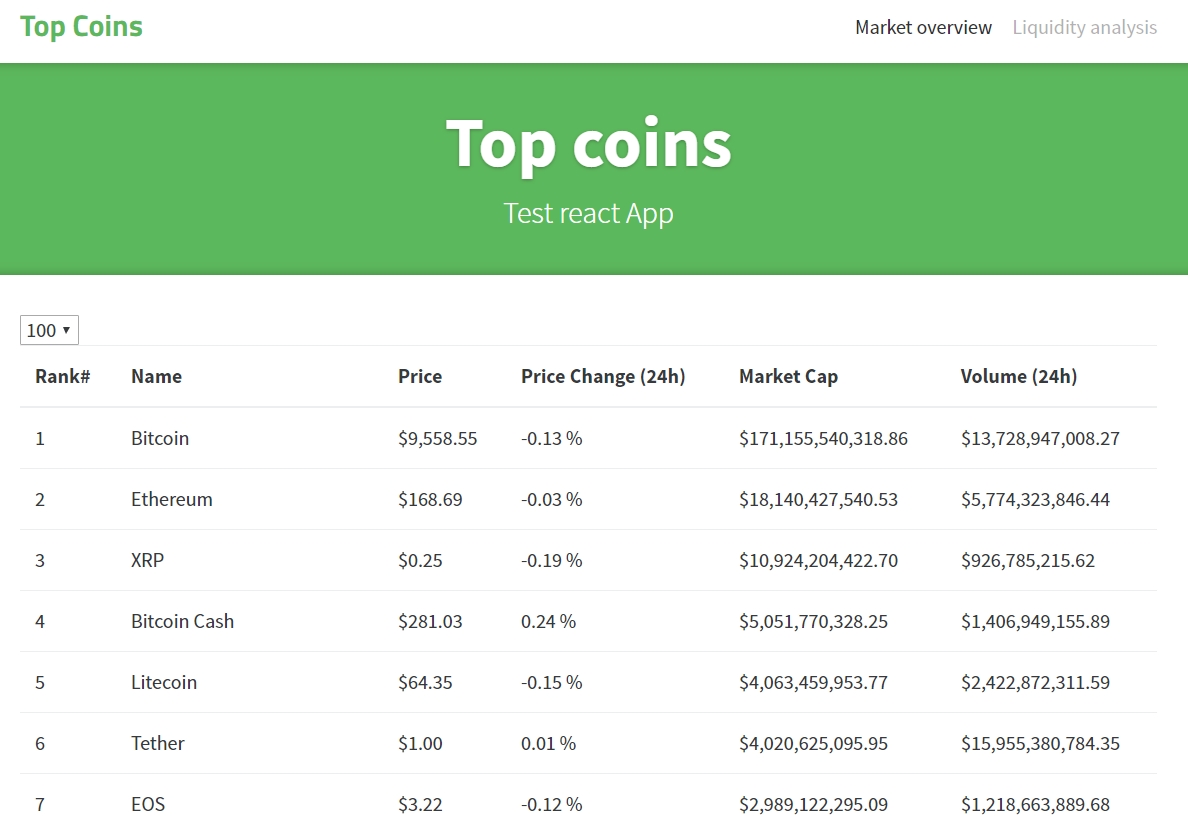 Top Coins Market overview Liquidity analysis
Top coins
Test react App
100
Rank# Name Price Price Change (24h) Market Cap Volume (24h)
1 Bitcoin $9,558.55 -0.13 % $171,155,540,318.86 $13,728,947,008.27
2 Ethereum $168.69 -0.03 % $18,140,427,540.53 $5,774,323,846.44
3 XRP $0.25 -0.19 % $10,924,204,422.70 $926,785,215.62
4 Bitcoin Cash $281.03 0.24 % $5,051,770,328.25 $1,406,949,155.89
5 Litecoin $64.35 -0.15 % $4,063,459,953.77 $2,422,872,311.59
6 Tether $1.00 0.01 % $4,020,625,095.95 $15,955,380,784.35
7 EOS $3.22 -0.12 % $2,989,122,295.09 $1,218,663,889.68